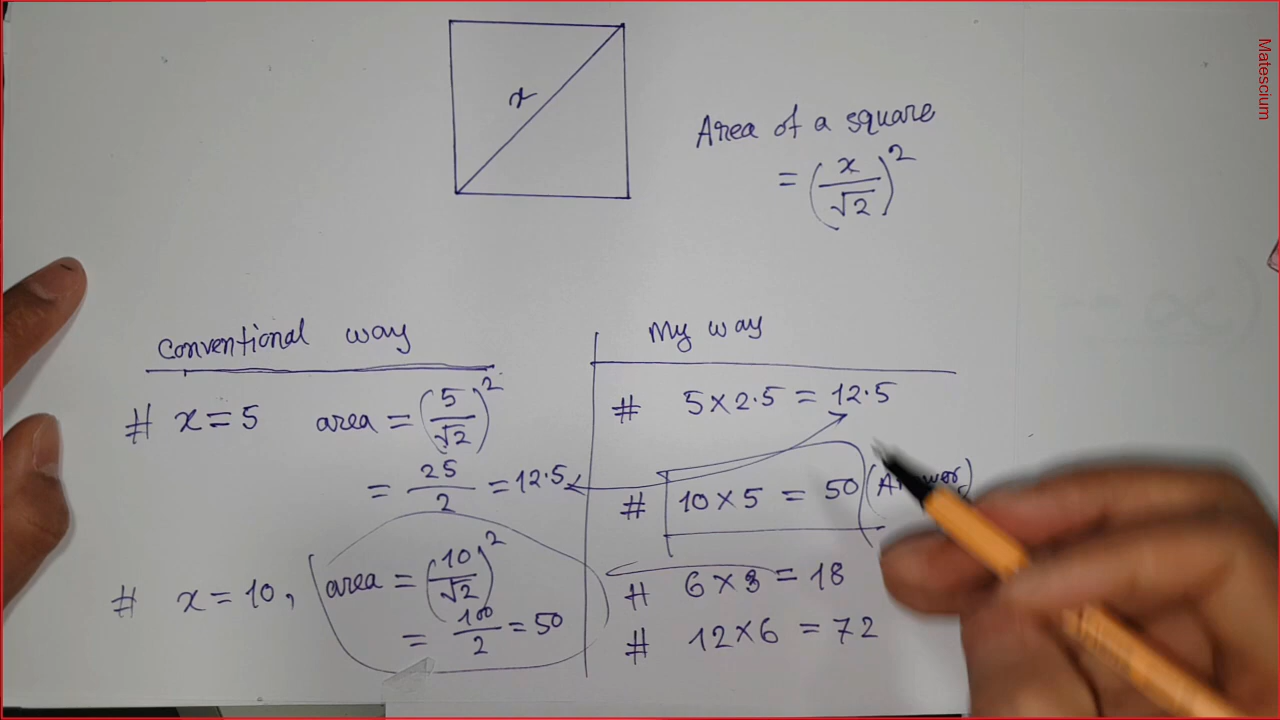 Matescium
x
Area of a square
= (x/√2)²
Conventional way
# x = 5 area = (5/√2)²
= 25/2 = 12.5
# x = 10, area = (10/√2)²
= 100/2 = 50
My way
# 5 × 2.5 = 12.5
# 10 × 5 = 50 (Answer)
# 6 × 3 = 18
# 12 × 6 = 72